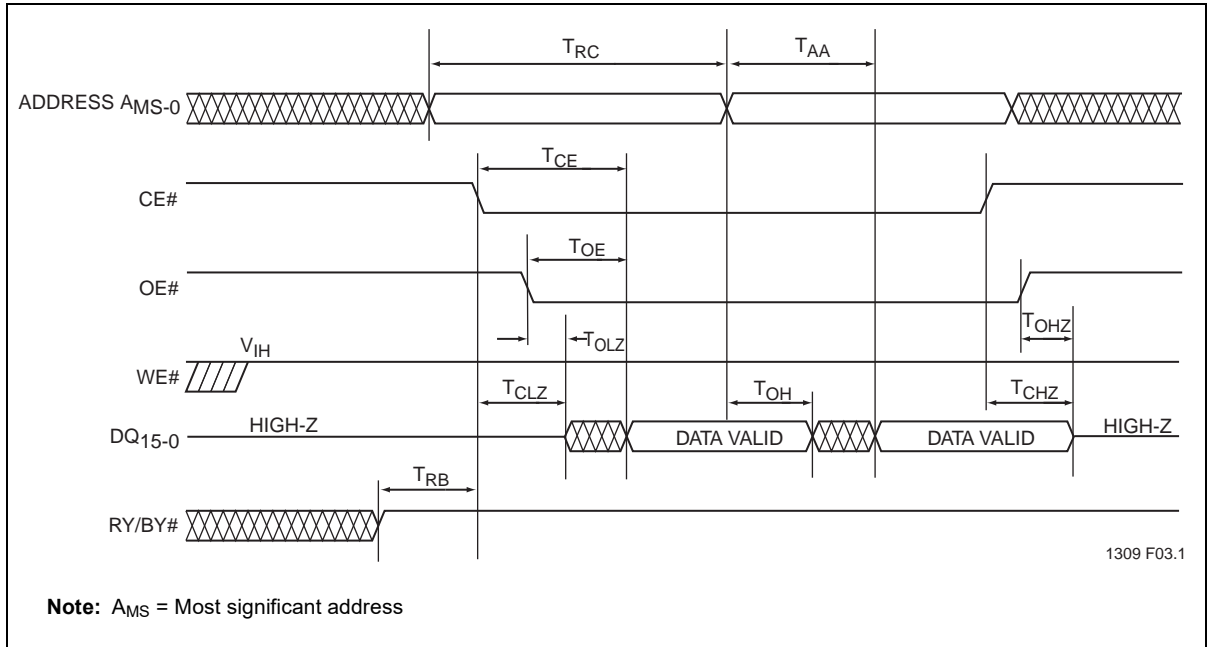 TRC
TAA
ADDRESS AMS-0
TCE
CE#
TOE
OE#
TOLZ
TOHZ
VIH
WE#
TCLZ
TOH
TCHZ
DQ15-0
HIGH-Z
DATA VALID
DATA VALID
HIGH-Z
TRB
RY/BY#
1309 F03.1
Note: AMS = Most significant address